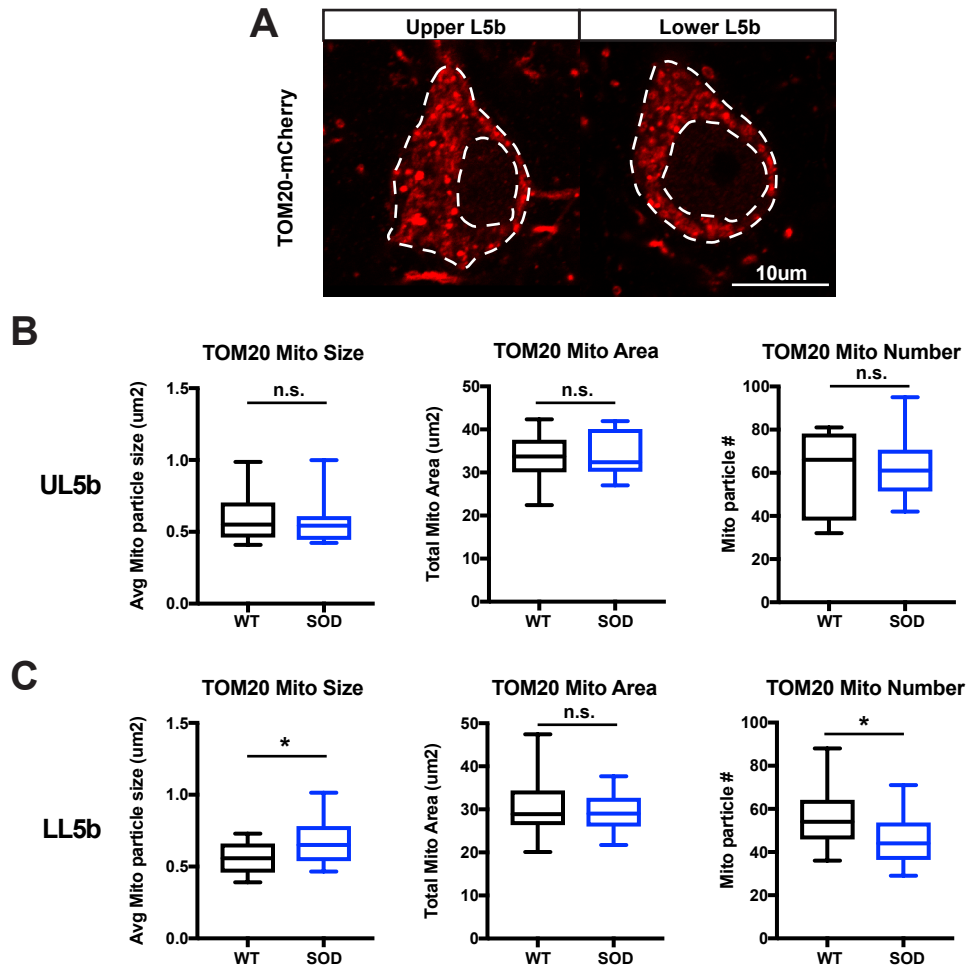 A
Upper L5b Lower L5b
TOM20-mCherry
10um
B
UL5b
TOM20 Mito Size
n.s.
Avg Mito particle size (um2)
1.5
1.0
0.5
0.0
WT SOD
TOM20 Mito Area
n.s.
Total Mito Area (um2)
50
40
30
20
10
0
WT SOD
TOM20 Mito Number
n.s.
Mito particle #
100
80
60
40
20
0
WT SOD
C
LL5b
TOM20 Mito Size
*
Avg Mito particle size (um2)
1.5
1.0
0.5
0.0
WT SOD
TOM20 Mito Area
n.s.
Total Mito Area (um2)
50
40
30
20
10
0
WT SOD
TOM20 Mito Number
*
Mito particle #
100
80
60
40
20
0
WT SOD